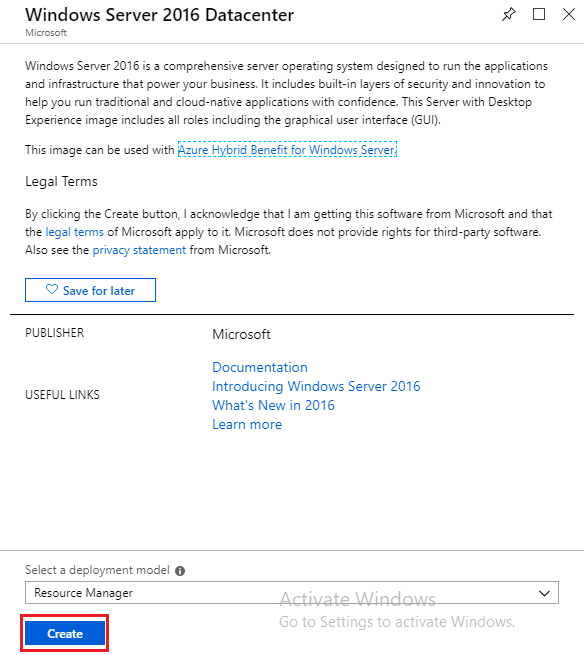 Windows Server 2016 Datacenter
Microsoft
Windows Server 2016 is a comprehensive server operating system designed to run the applications
and infrastructure that power your business. It includes built-in layers of security and innovation to
help you run traditional and cloud-native applications with confidence. This Server with Desktop
Experience image includes all roles including the graphical user interface (GUI).
This image can be used with Azure Hybrid Benefit for Windows Server.
Legal Terms
By clicking the Create button, I acknowledge that I am getting this software from Microsoft and that
the legal terms of Microsoft apply to it. Microsoft does not provide rights for third-party software.
Also see the privacy statement from Microsoft.
Save for later
PUBLISHER Microsoft
Documentation
Introducing Windows Server 2016
USEFUL LINKS
What's New in 2016
Learn more
Select a deployment model
Resource Manager
Activate Windows
Go to Settings to activate Windows.
Create